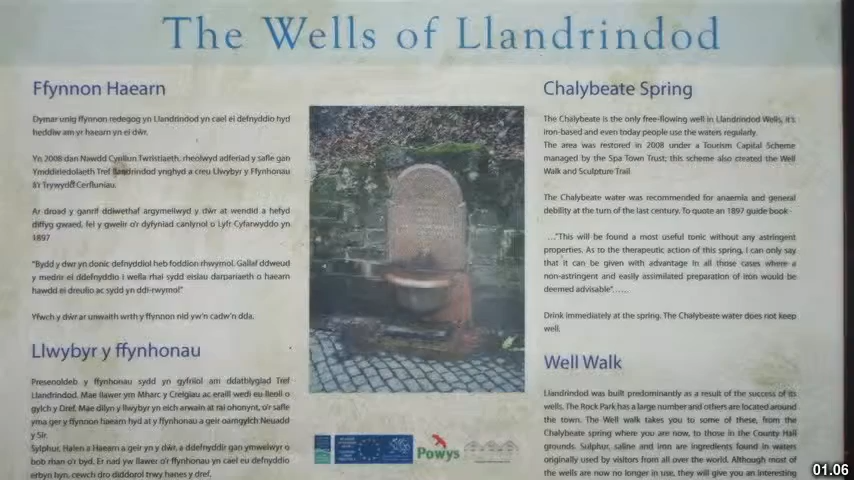 The Wells of Llandrindod
Ffynnon Haearn
Dymar unig ffynnon redegog yn Llandrindod yn cael ei defnyddio hyd
heddiw am yr haearn yn ei dŵr.
Yn 2008 dan Nawdd Cynllun Twristiaeth, rheolwyd adferiad y safle gan
Ymddiriedolaeth Tref llandrindod ynghyd a creu Llwybyr y Ffynhonau
a'r Trywydd Cerfluniau.
Ar droad y ganrif ddiwethaf argymeilwyd y dŵr at wendid a hefyd
diffyg gwaed, fel y gweir o'r dyfyniad canlynol o Lyfr Cyfarwyddo yn
1897
"Bydd y dwr yn donic defnyddiol heb foddion rhwymol. Gallaf ddweud
y medrir ei ddefnyddio i wella rhai sydd eislau darpariaeth o haearn
hawdd ei dreulio ac sydd yn ddi-rwymol"
Yfwch y dŵr ar unwaith wrth y ffynnon nid yw'n cadw'n dda.
Llwybyr y ffynhonau
Presenoldeb y ffynhonau sydd yn gyfriol am ddatblygiad Tref
Llandrindod. Mae llawer ym Mharc y Creigiau ac eraill wedi eu lleoli o
gylch y Dref. Mae dilyn y llwybyr yn eich arwain at rai ohonynt, o'r safle
yma ger y ffynnon haearn hyd at y ffynhonau a geir oamgylch Neuadd
y Sir.
Sylphur, Halen a Haearn a geir yn y dŵr, a ddefnyddir gan ymwelwyr o
bob rhan o'r byd. Er nad yw llawer o'r ffynhonau yn cael eu defnyddio
erbyn hyn, cewch dro diddorol trwy hanes y dref.
Powys
Chalybeate Spring
The Chalybeate is the only free-flowing well in Llandrindod Wells, it's
iron-based and even today people use the waters regularly.
The area was restored in 2008 under a Tourism Capital Scheme
managed by the Spa Town Trust; this scheme also created the Well
Walk and Sculpture Trail
The Chalybeate water was recommended for anaemia and general
debility at the turn of the last century. To quote an 1897 guide book -
..."This will be found a most useful tonic without any astringent
properties. As to the therapeutic action of this spring, I can only say
that it can be given with advantage in all those cases where a
non-astringent and easily assimilated preparation of iron would be
deemed advisable"......
Drink immediately at the spring. The Chalybeate water does not keep
well.
Well Walk
Llandrindod was built predominantly as a result of the success of its
wells. The Rock Park has a large number and others are located around
the town. The Well walk takes you to some of these, from the
Chalybeate spring where you are now, to those in the County Hall
grounds. Sulphur, saline and iron are ingredients found in waters
originally used by visitors from all over the world. Although most of
the wells are now no longer in use, they will give you an interesting
01.06